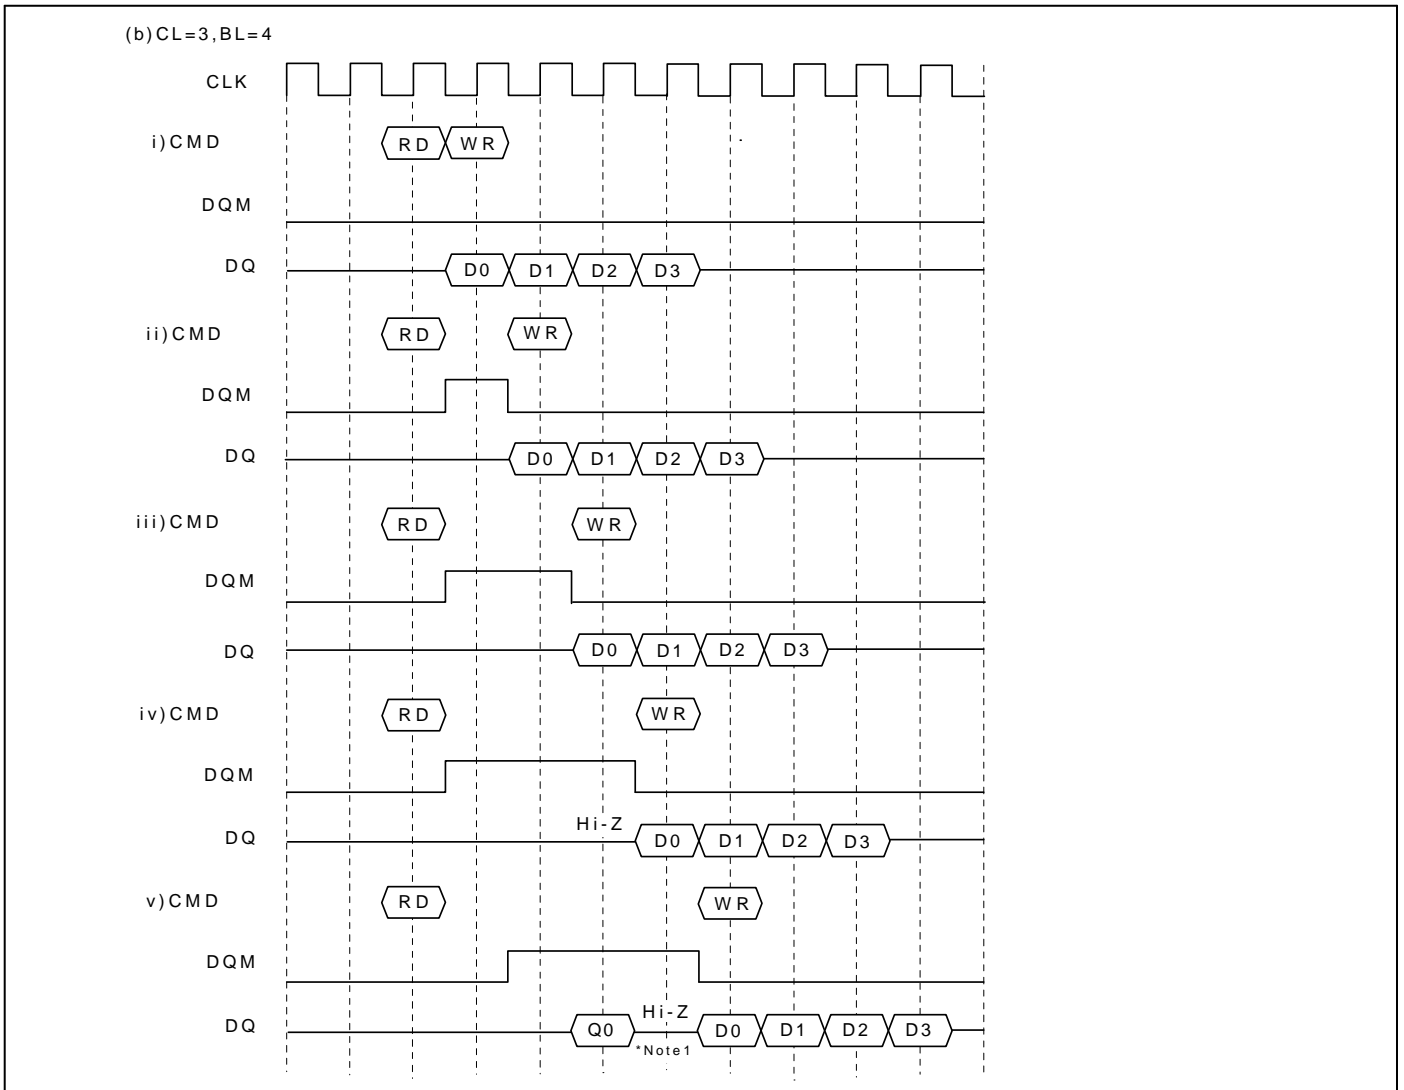 (b)CL=3,BL=4
CLK
i)CMD RD WR
DQM
DQ D0 D1 D2 D3
ii)CMD RD WR
DQM
DQ D0 D1 D2 D3
iii)CMD RD WR
DQM
DQ D0 D1 D2 D3
iv)CMD RD WR
DQM
Hi-Z
DQ D0 D1 D2 D3
v)CMD RD WR
DQM
Hi-Z
DQ Q0 D0 D1 D2 D3
*Note1